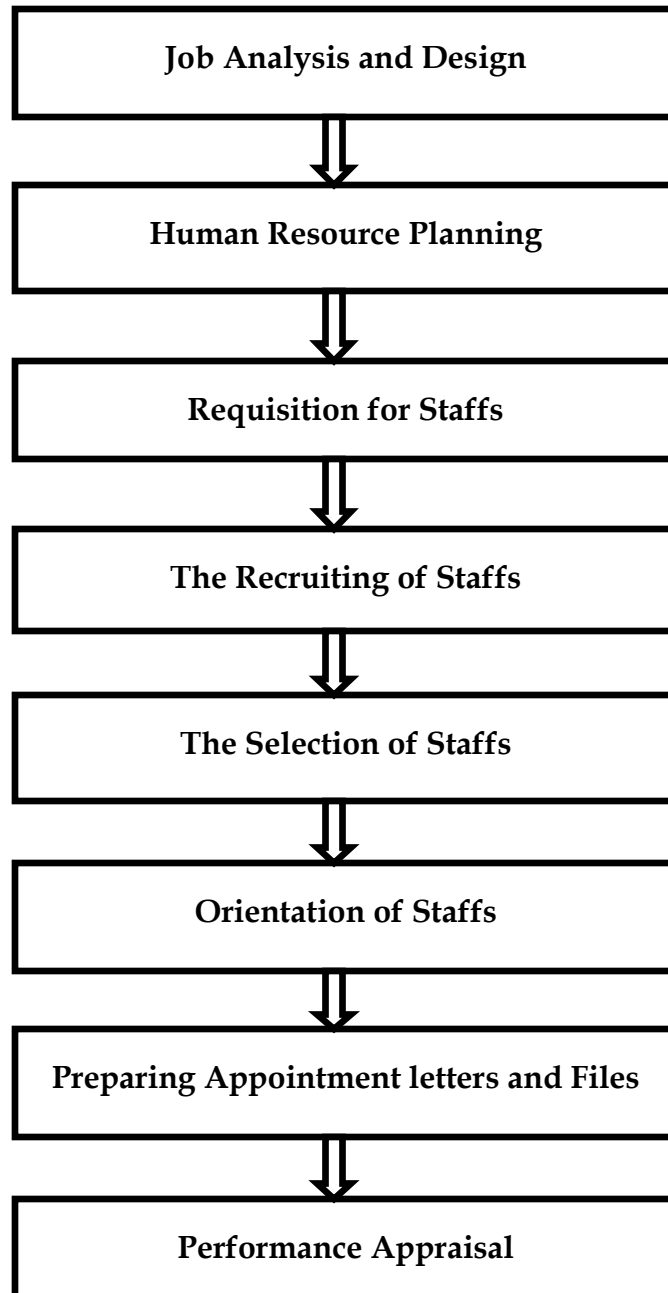 Job Analysis and Design
Human Resource Planning
Requisition for Staffs
The Recruiting of Staffs
The Selection of Staffs
Orientation of Staffs
Preparing Appointment letters and Files
Performance Appraisal